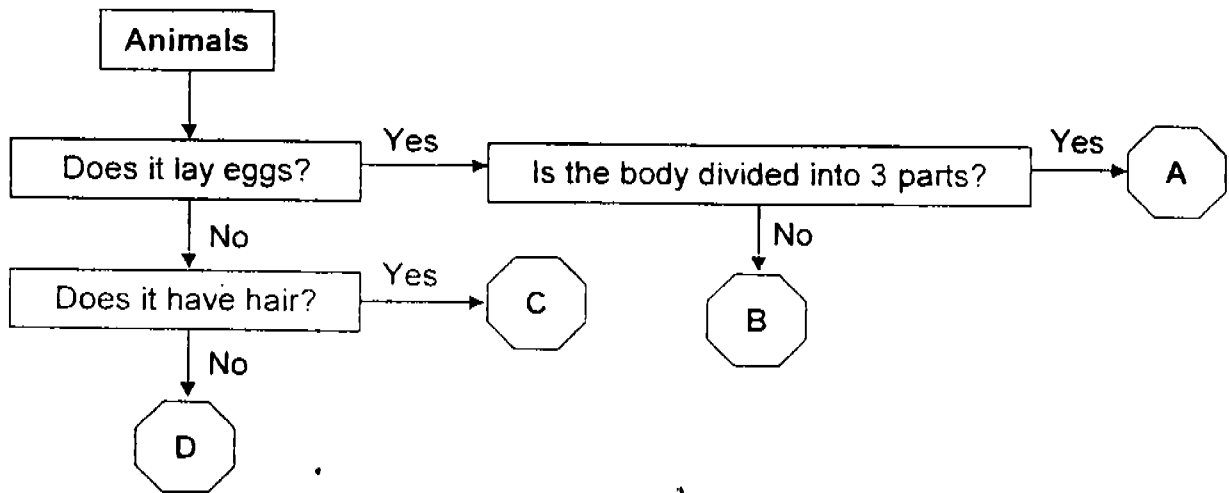 Animals
Does it lay eggs?
Yes
Is the body divided into 3 parts?
Yes
A
No
No
Does it have hair?
Yes
C
B
No
D